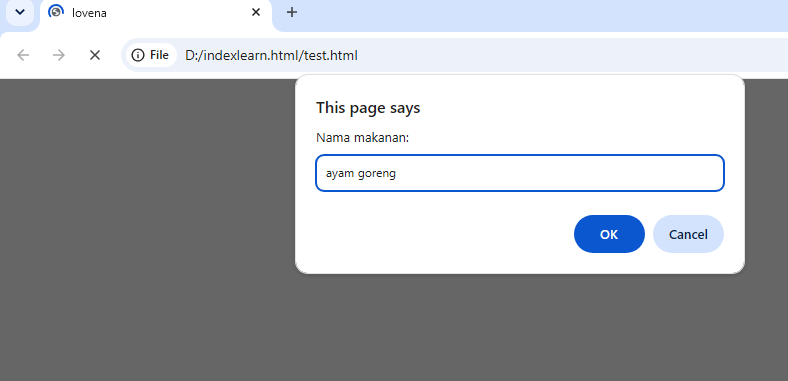 lovena
File D:/indexlearn.html/test.html
This page says
Nama makanan:
ayam goreng
OK Cancel